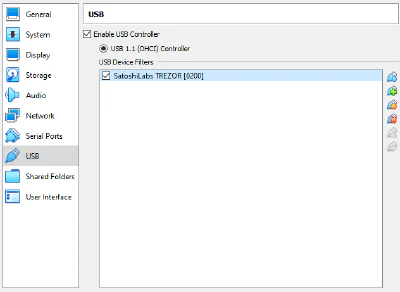 General
System
Display
Storage
Audio
Network
Serial Ports
USB
Shared Folders
User Interface
USB
Enable USB Controller
USB 1.1 (OHCI) Controller
USB Device Filters
SatoshiLabs TREZOR [0200]